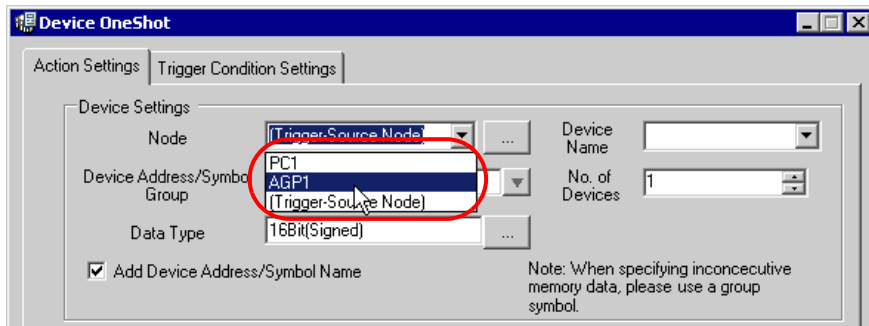 Device OneShot
Action Settings
Trigger Condition Settings
Device Settings
Node
(Trigger-Source Node)
...
Device
Name
PC1
AGP1
(Trigger-Source Node)
Device Address/Symbo
Group
No. of
Devices
1
Data Type
16Bit(Signed)
...
Add Device Address/Symbol Name
Note: When specifying inconcecutive
memory data, please use a group
symbol.